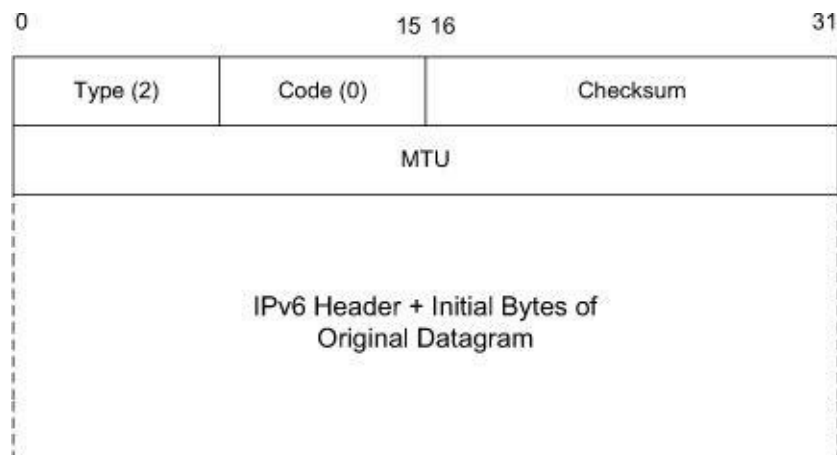 0 15 16 31
Type (2) Code (0) Checksum
MTU
IPv6 Header + Initial Bytes of
Original Datagram